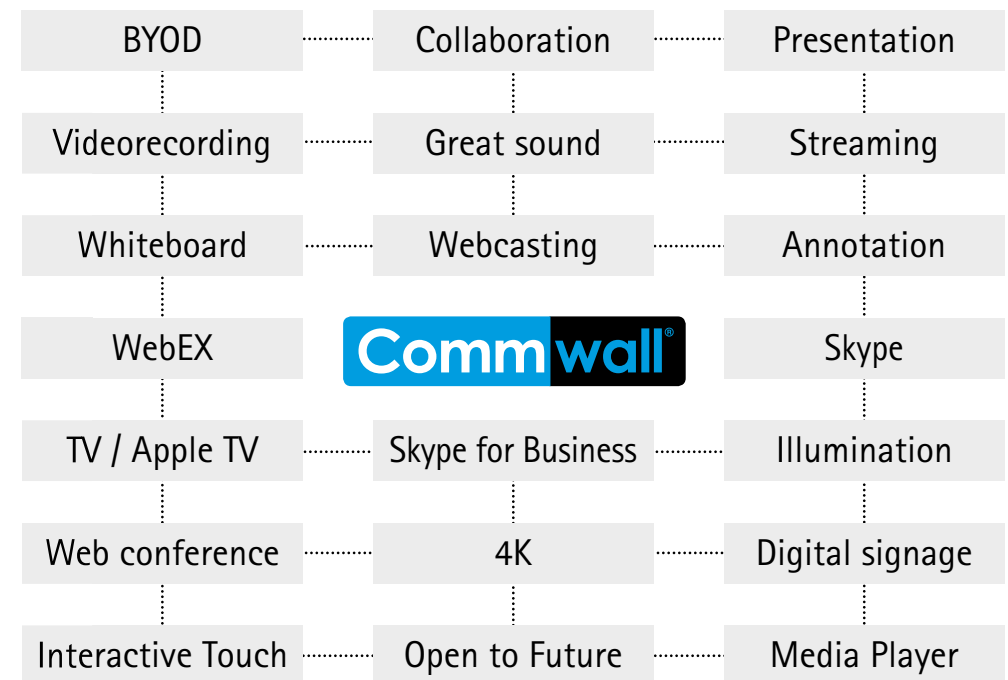 BYOD Collaboration Presentation
Videorecording Great sound Streaming
Whiteboard Webcasting Annotation
WebEX Commwall® Skype
TV / Apple TV Skype for Business Illumination
Web conference 4K Digital signage
Interactive Touch Open to Future Media Player